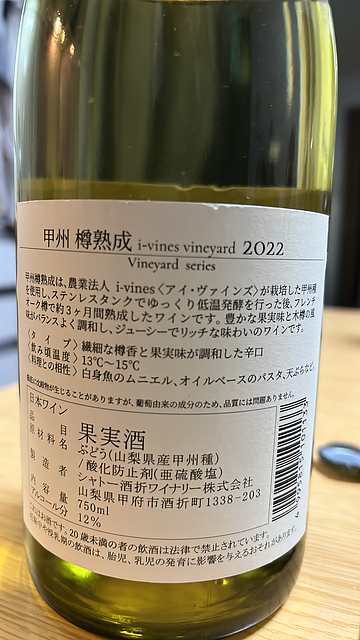 甲州 樽熟成 i-vines vineyard 2022
Vineyard series
甲州樽熟成は、農業法人 i-vines〈アイ・ヴァインズ〉が栽培した甲州種
を使用し、ステンレスタンクでゆっくり低温発酵を行った後、フレンチ
オーク樽で約3ヶ月間熟成したワインです。豊かな果実味と木樽の風
味がバランスよく調和し、ジューシーでリッチな味わいのワインです。
〈タイプ〉繊細な樽香と果実味が調和した辛口
〈飲み頃温度〉13℃〜15℃
〈料理との相性〉白身魚のムニエル、オイルベースのパスタ、天ぷらなど。
に沈殿物が生じることがありますが、葡萄由来の成分のため、品質には問題ありません。
日本ワイン
品目 果実酒
原材料名 ぶどう(山梨県産甲州種)
/酸化防止剤(亜硫酸塩)
製造者 シャトー酒折ワイナリー株式会社
山梨県甲府市酒折町1338-203
内容量 750ml
アルコール分 12%
お酒です。20歳未満の者の飲酒は法律で禁止されています。
や授乳期の飲酒は、胎児、乳児の発育に影響を与えるおそれがあります。